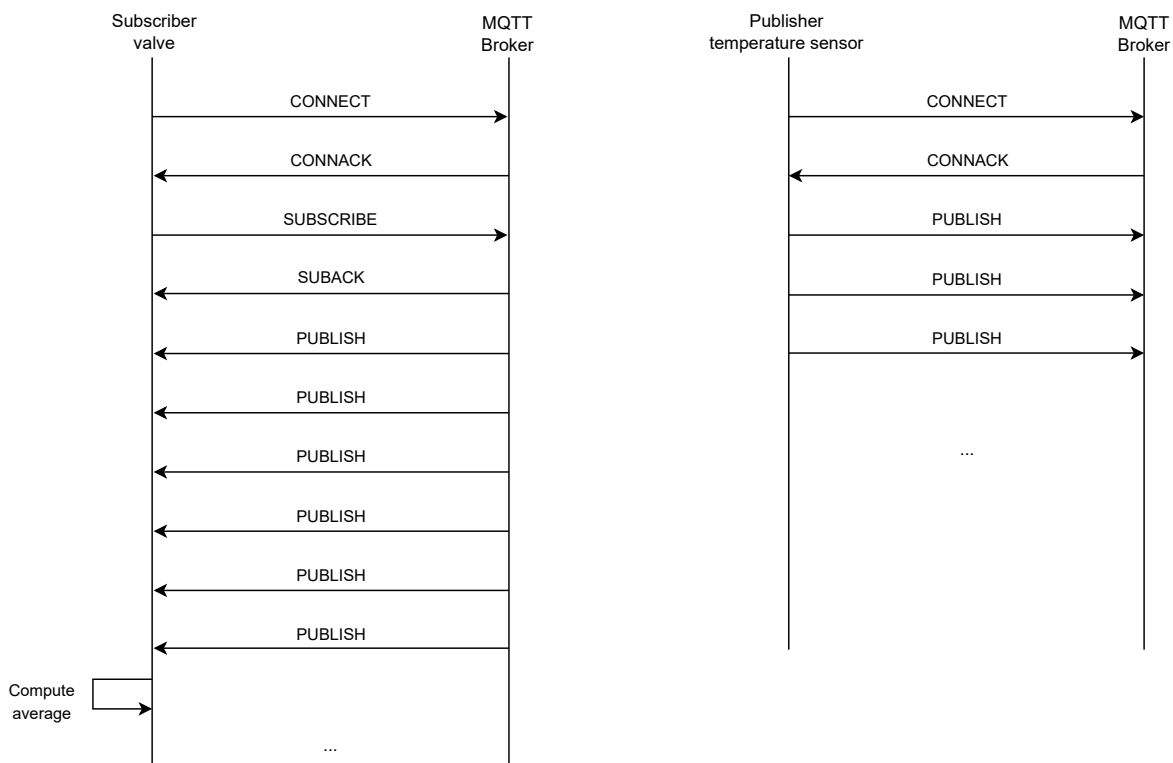 Subscriber
valve
MQTT
Broker
CONNECT
CONNACK
SUBSCRIBE
SUBACK
PUBLISH
PUBLISH
PUBLISH
PUBLISH
PUBLISH
PUBLISH
Compute
average
...
Publisher
temperature sensor
MQTT
Broker
CONNECT
CONNACK
PUBLISH
PUBLISH
PUBLISH
...